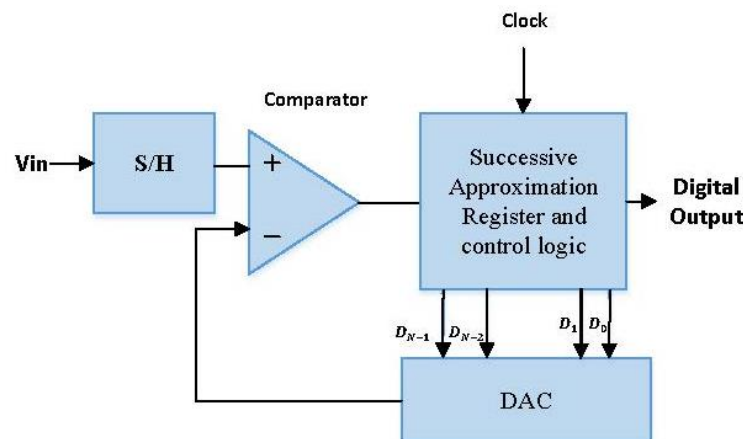 Clock
Comparator
Vin
S/H
+
−
Successive
Approximation
Register and
control logic
Digital
Output
D_{N-1}
D_{N-2}
D_1
D_0
DAC